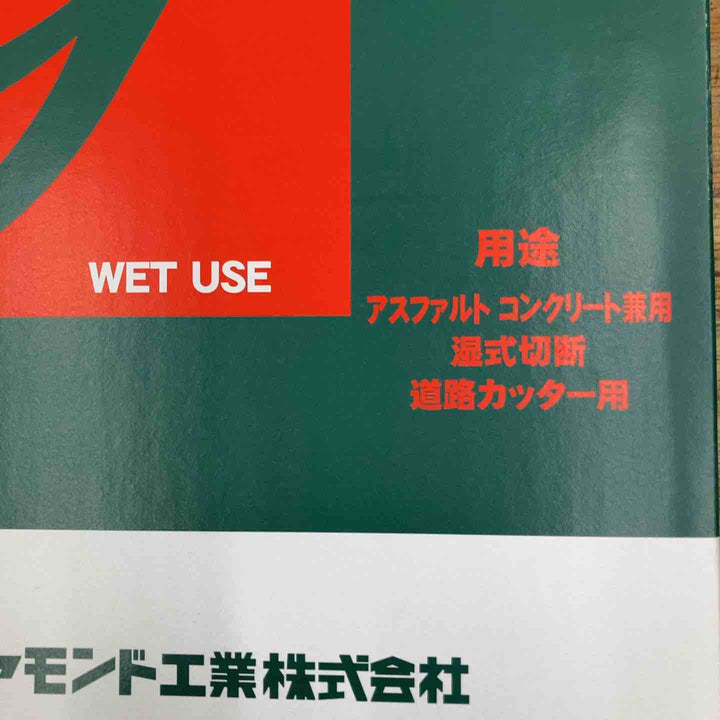 WET USE
用途
アスファルト コンクリート兼用
湿式切断
道路カッター用
ヤモンド工業株式会社